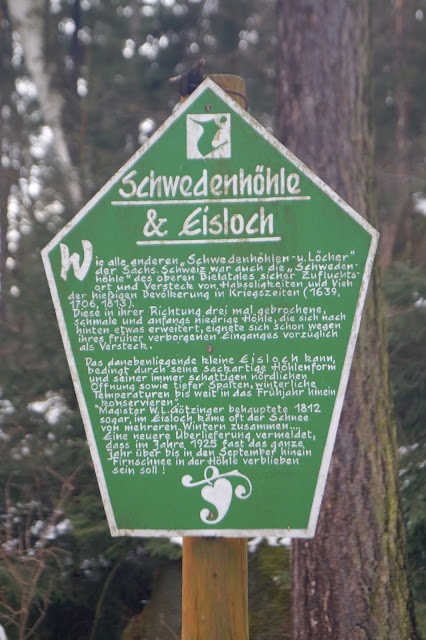 Schwedenhöhle
& Eisloch
Wie alle anderen „Schwedenhöhlen-u.Löcher"
der Sächs. Schweiz war auch die „Schweden-
höhle" des oberen Bielatales sicher Zufluchts-
ort und Versteck von Habseligkeiten und Vieh
der hießigen Bevölkerung in Kriegszeiten (1639,
1706, 1813).
Diese in ihrer Richtung drei mal gebrochene,
schmale und anfangs niedrige Höhle, die sich nach
hinten etwas erweitert, eignete sich schon wegen
ihres früher verborgenen Einganges vorzüglich
als Versteck.
Das danebenliegende kleine Eisloch kann,
bedingt durch seine sackartige Höhlenform
und seiner immer schattigen nördlichen
Öffnung sowie tiefer Spalten, winterliche
Temperaturen bis weit in das Frühjahr hinein
"konservieren".
"Magister W.L. Götzinger behauptete 1812
sogar, im Eisloch käme oft der Schnee
von mehreren Wintern zusammen...
Eine neuere Überlieferung vermeldet,
dass im Jahre 1925 fast das ganze
Jahr über bis in den September hinein
Firnschnee in der Höhle verblieben
sein soll!